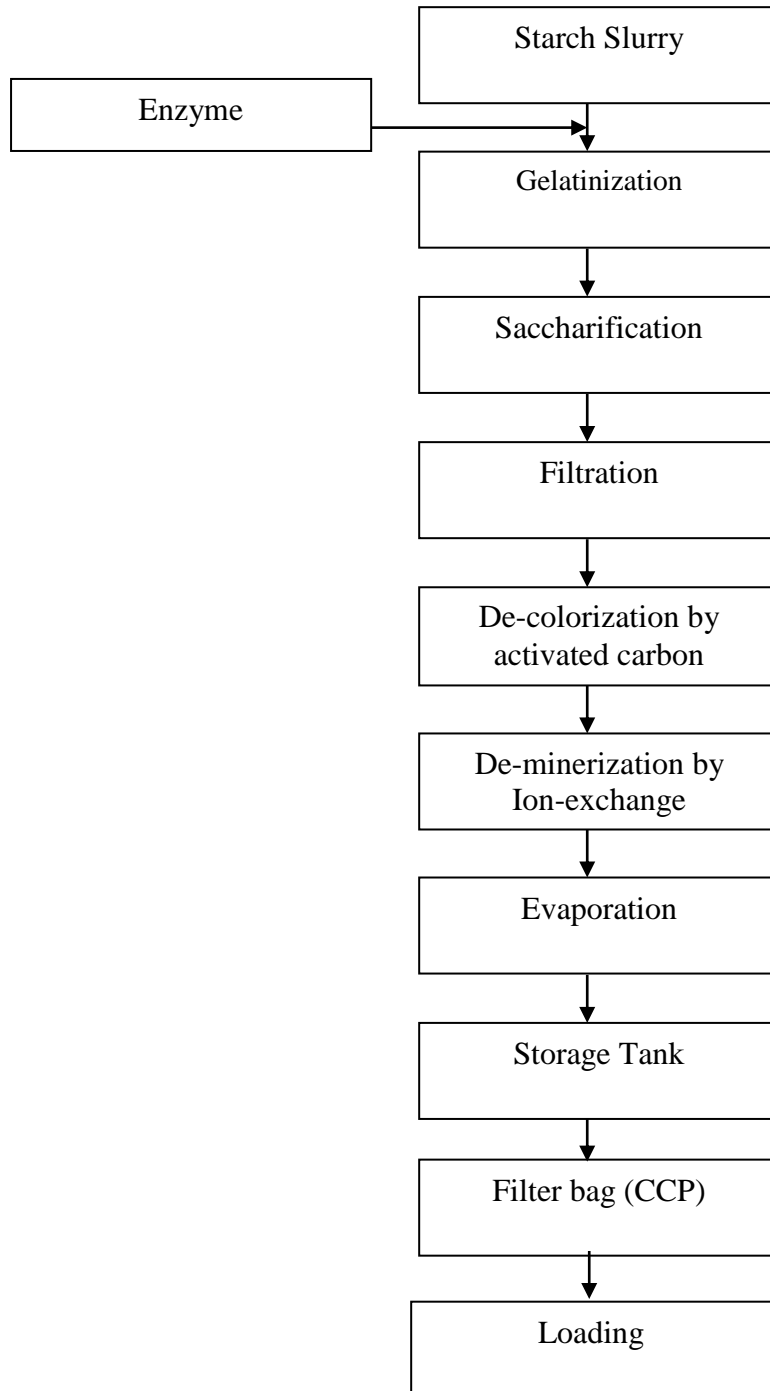 Starch Slurry
Enzyme
Gelatinization
Saccharification
Filtration
De-colorization by
activated carbon
De-minerization by
Ion-exchange
Evaporation
Storage Tank
Filter bag (CCP)
Loading